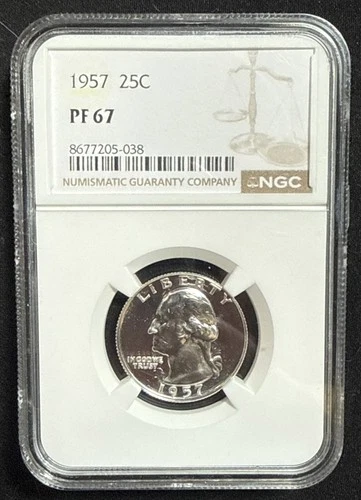 1957 25C
PF 67
8677205-038
NUMISMATIC GUARANTY COMPANY
NGC
LIBERTY
IN GOD WE
TRUST
1957